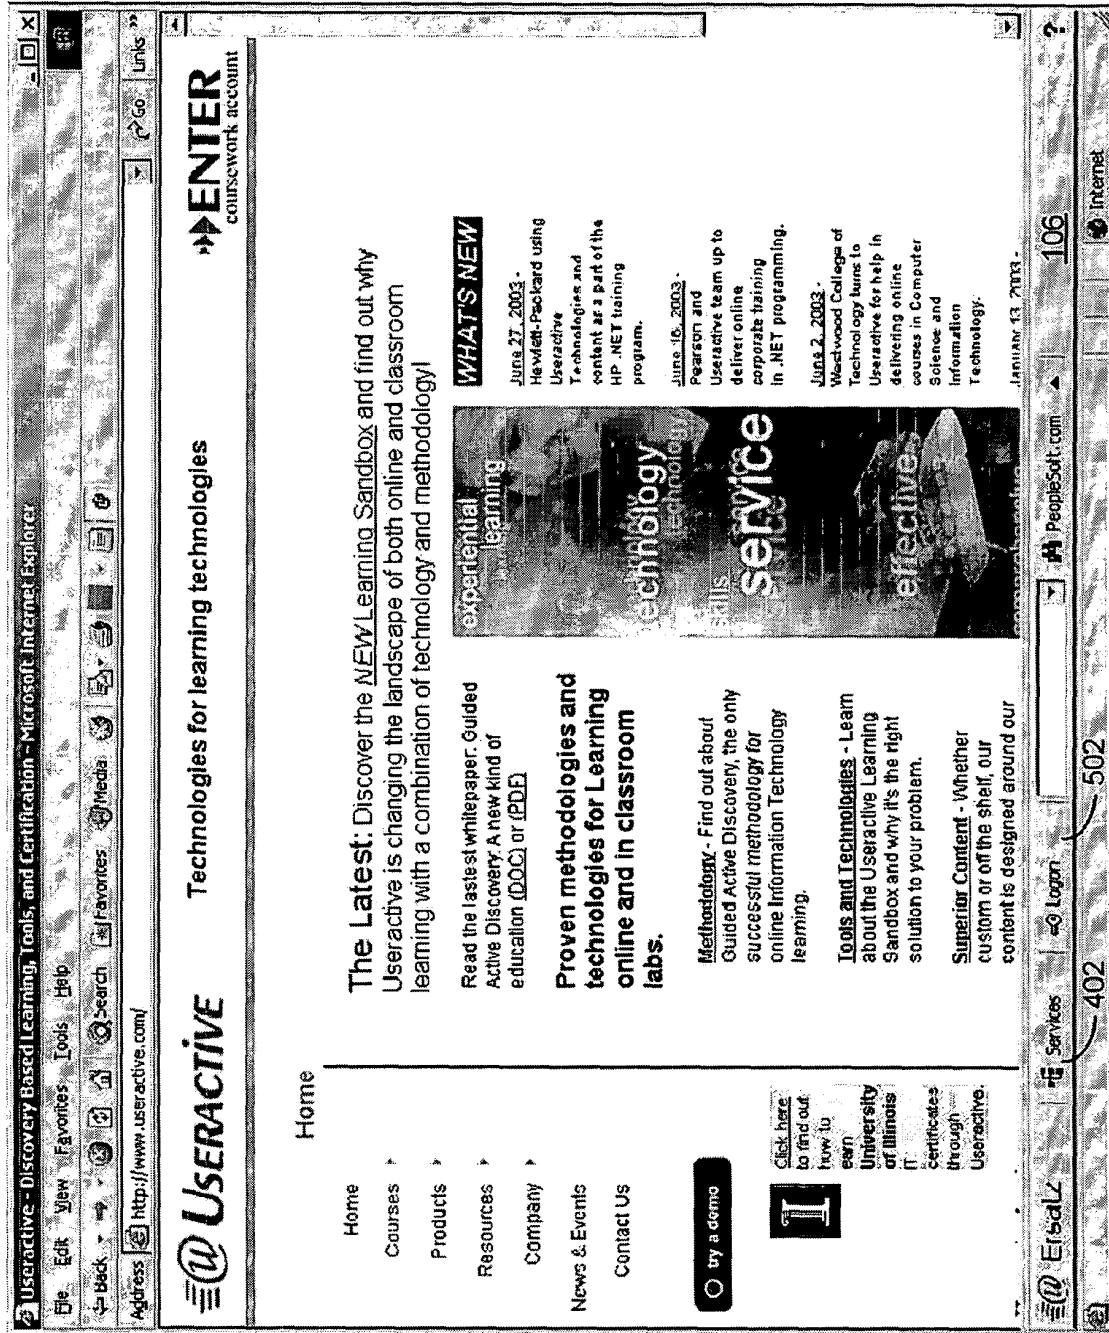 Useractive - Discovery Based Learning, Tools, and Certification - Microsoft Internet Explorer
File Edit View Favorites Tools Help
Back Search Favorites Media
Address http://www.useractive.com/ Go Links »
USERACTIVE
Technologies for learning technologies
ENTER
coursework account
Home
Home
Courses
Products
Resources
Company
News & Events
Contact Us
try a demo
I
Click here
to find out
how to
earn
University
of Illinois
IT
certificates
through
Useractive.
The Latest: Discover the NEW Learning Sandbox and find out why
Useractive is changing the landscape of both online and classroom
learning with a combination of technology and methodology!
Read the lastest whitepaper: Guided
Active Discovery: A new kind of
education (DOC) or (PDF)
Proven methodologies and
technologies for Learning
online and in classroom
labs.
Methodology - Find out about
Guided Active Discovery, the only
successful methodology for
online Information Technology
learning.
Tools and Technologies - Learn
about the Useractive Learning
Sandbox and why it's the right
solution to your problem.
Superior Content - Whether
custom or off the shelf, our
content is designed around our
experiential
learning
technology
technology
skills
service
effective
WHAT'S NEW
June 27, 2003 -
Hewlett-Packard using
Useractive
Technologies and
content as a part of the
HP .NET training
program.
June 16, 2003 -
Pearson and
Useractive team up to
deliver online
corporate training
in .NET programming.
June 2, 2003 -
Westwood College of
Technology turns to
Useractive for help in
delivering online
courses in Computer
Science and
Information
Technology.
January 13, 2003 -
Ersatz Services Logon PeopleSoft.com 106 ?
402 502
Internet